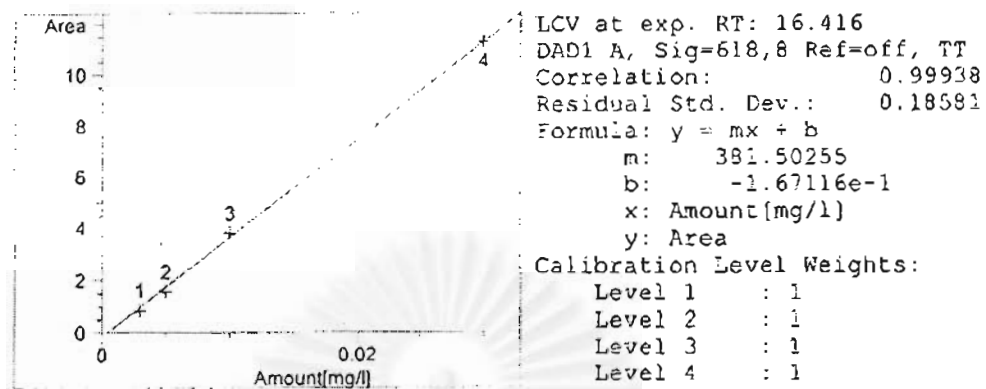 Area
10
8
6
4
2
0
1
2
3
4
0
0.02
Amount[mg/l]
LCV at exp. RT: 16.416
DAD1 A, Sig=618,8 Ref=off, TT
Correlation: 0.99938
Residual Std. Dev.: 0.18581
Formula: y = mx + b
m: 381.50255
b: -1.67116e-1
x: Amount[mg/l]
y: Area
Calibration Level Weights:
Level 1 : 1
Level 2 : 1
Level 3 : 1
Level 4 : 1